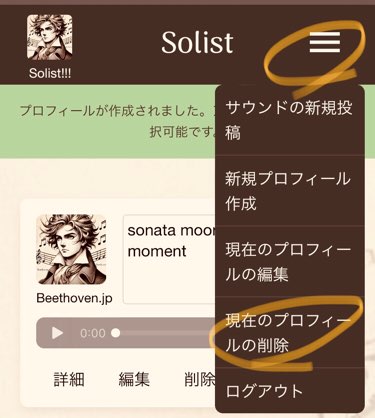 Solist
Solist!!!
プロフィールが作成されました。
択可能です。
サウンドの新規投
稿
新規プロフィール
作成
現在のプロフィー
ルの編集
現在のプロフィー
ルの削除
ログアウト
sonata moon
moment
Beethoven.jp
0:00
詳細
編集
削除